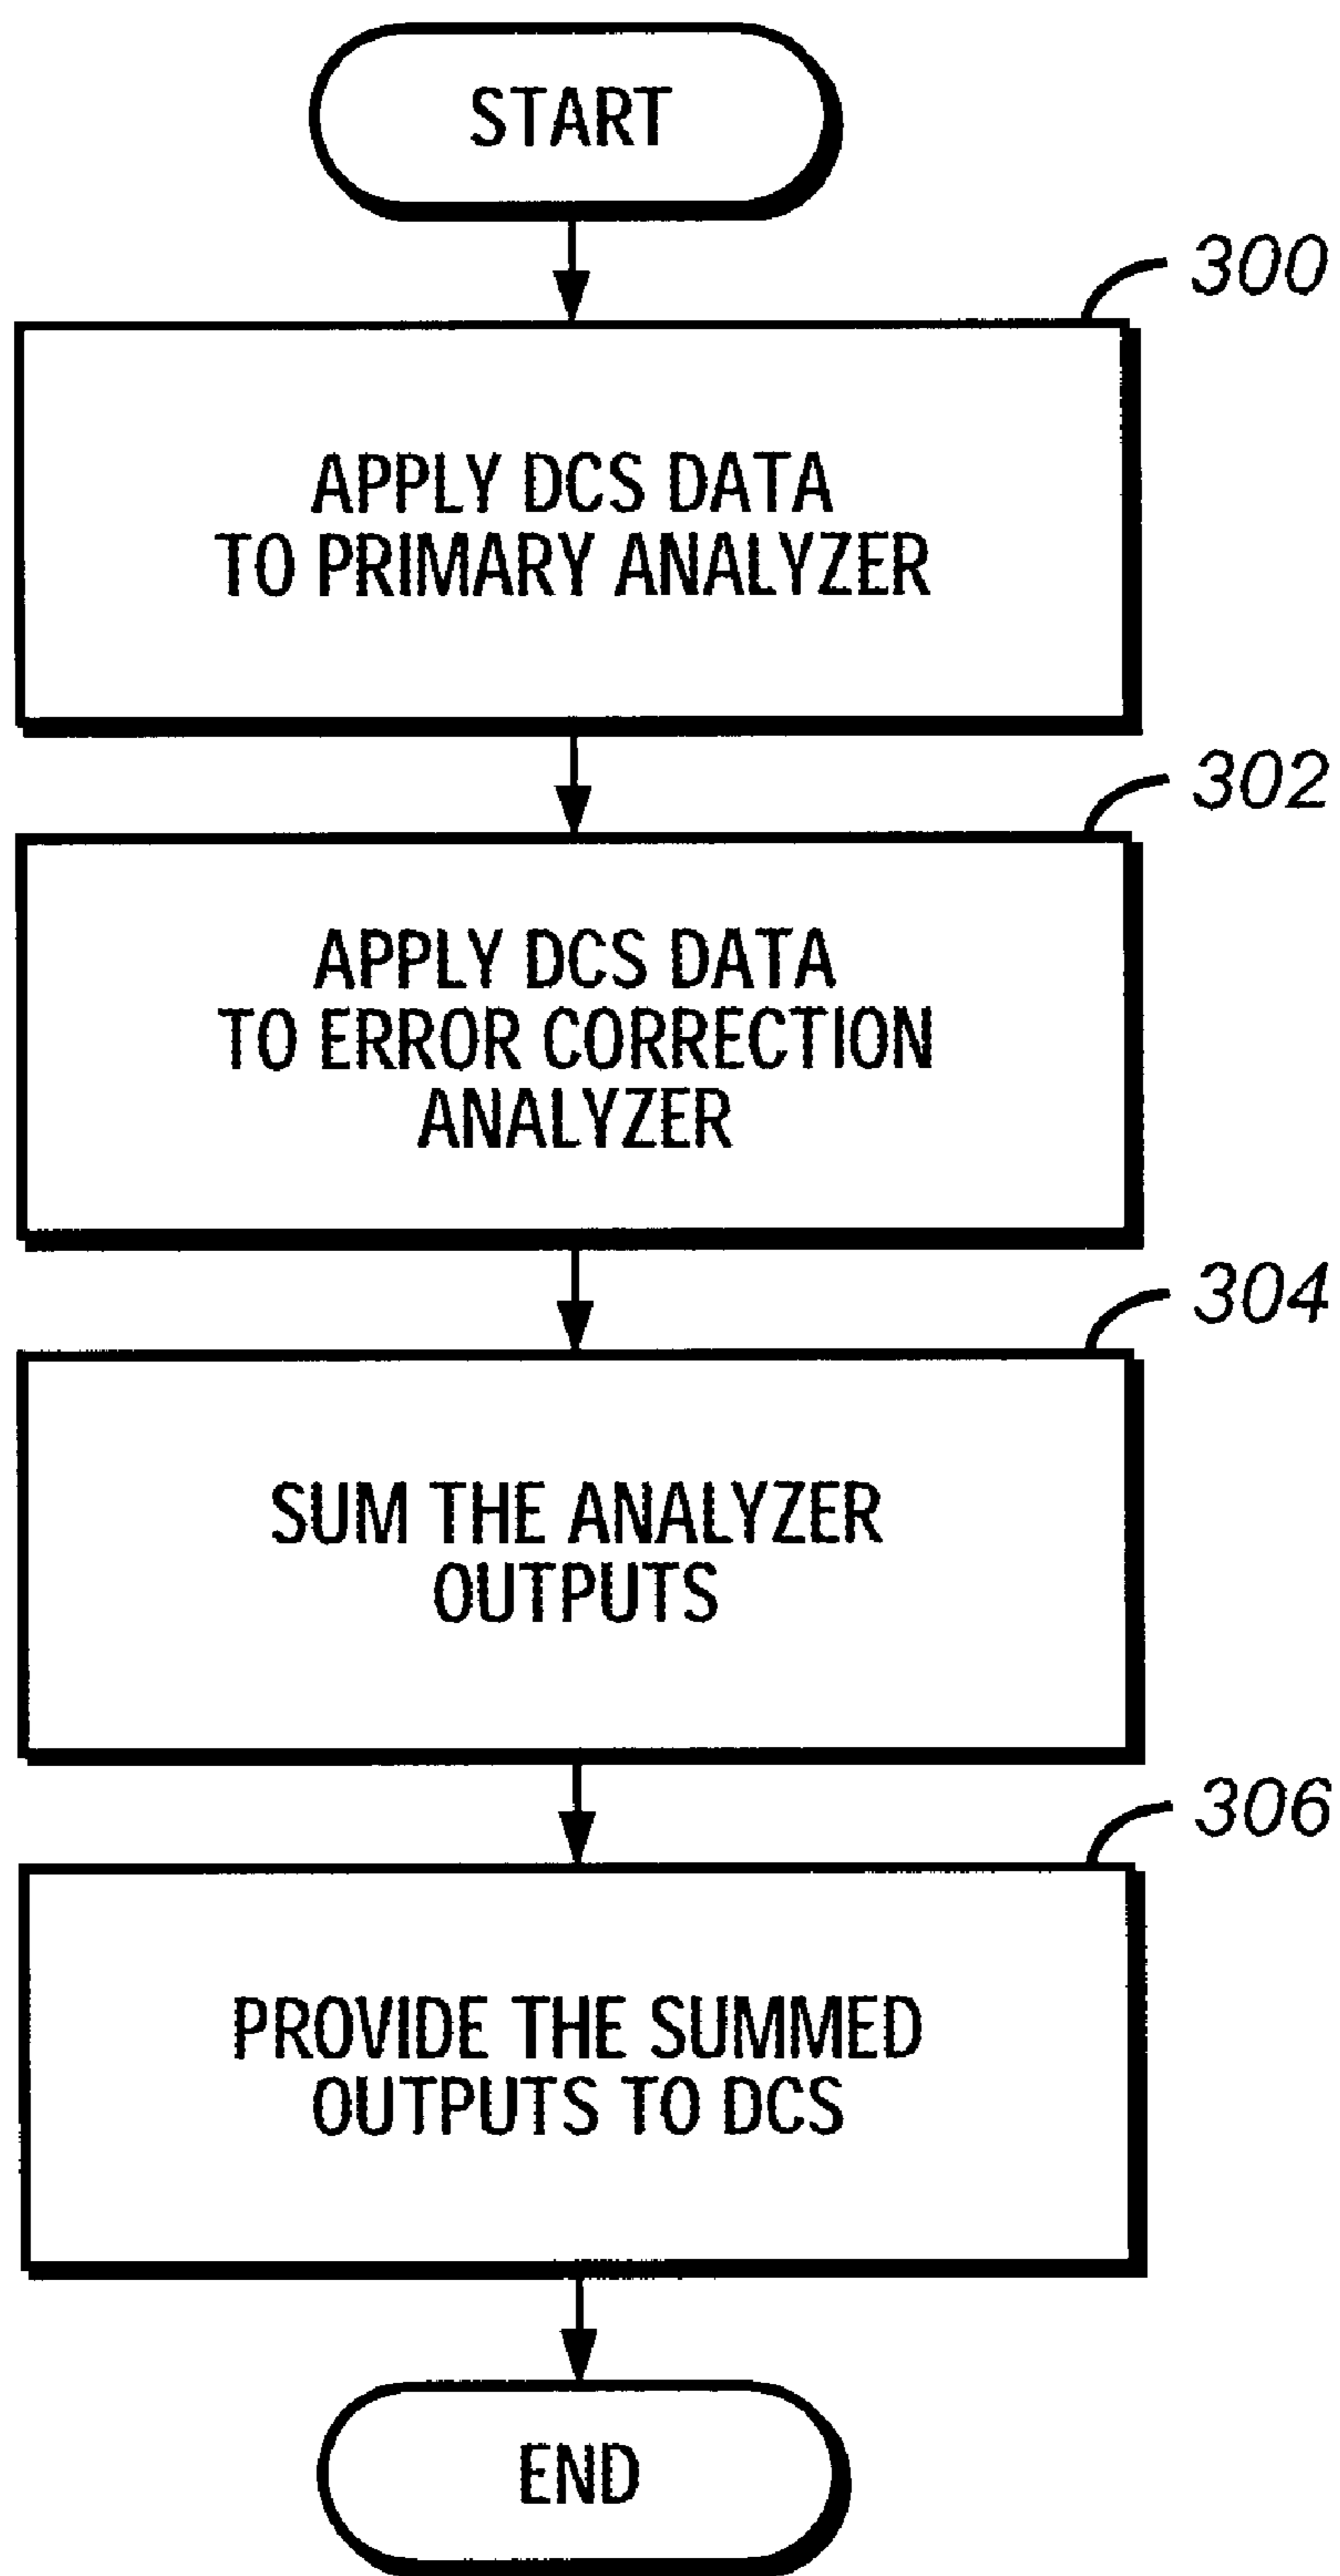 START
300
APPLY DCS DATA
TO PRIMARY ANALYZER
302
APPLY DCS DATA
TO ERROR CORRECTION
ANALYZER
304
SUM THE ANALYZER
OUTPUTS
306
PROVIDE THE SUMMED
OUTPUTS TO DCS
END